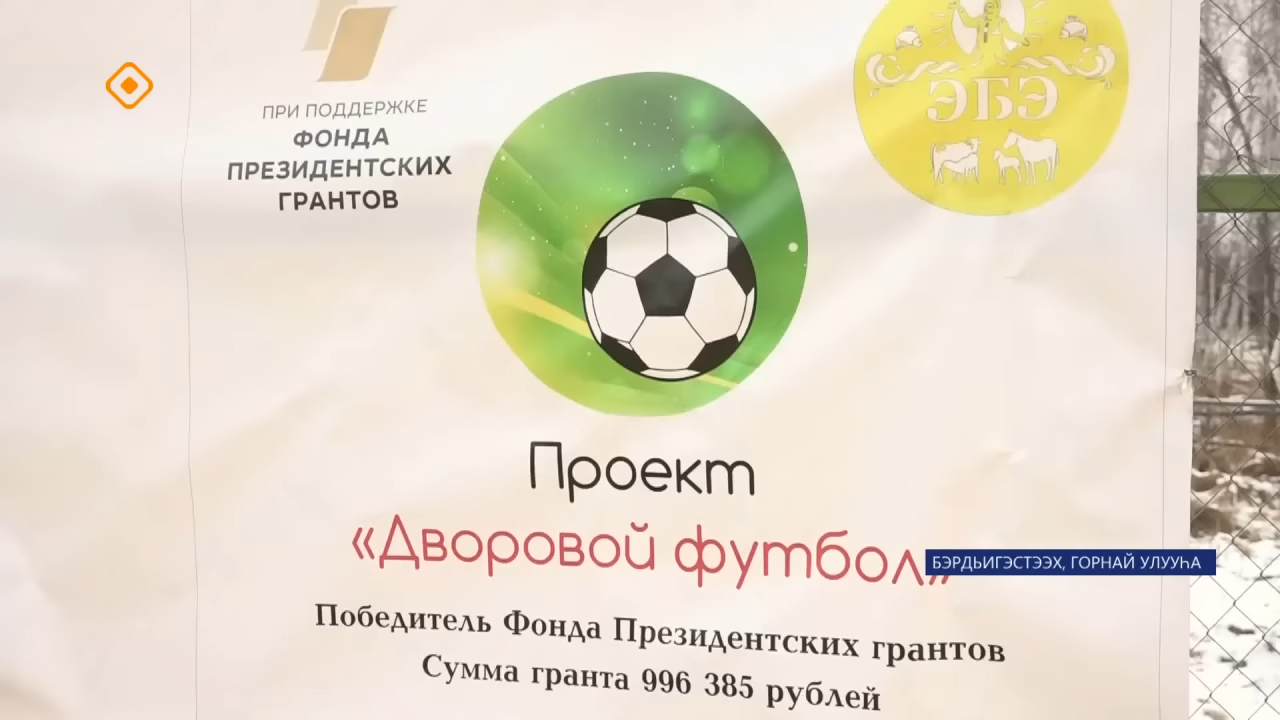 ПРИ ПОДДЕРЖКЕ
ФОНДА
ПРЕЗИДЕНТСКИХ
ГРАНТОВ
ЭБЭ
Проект
«Дворовой футбол»
БЭРДЬИГЭСТЭЭХ, ГОРНАЙ УЛУУҺА
Победитель Фонда Президентских грантов
Сумма гранта 996 385 рублей